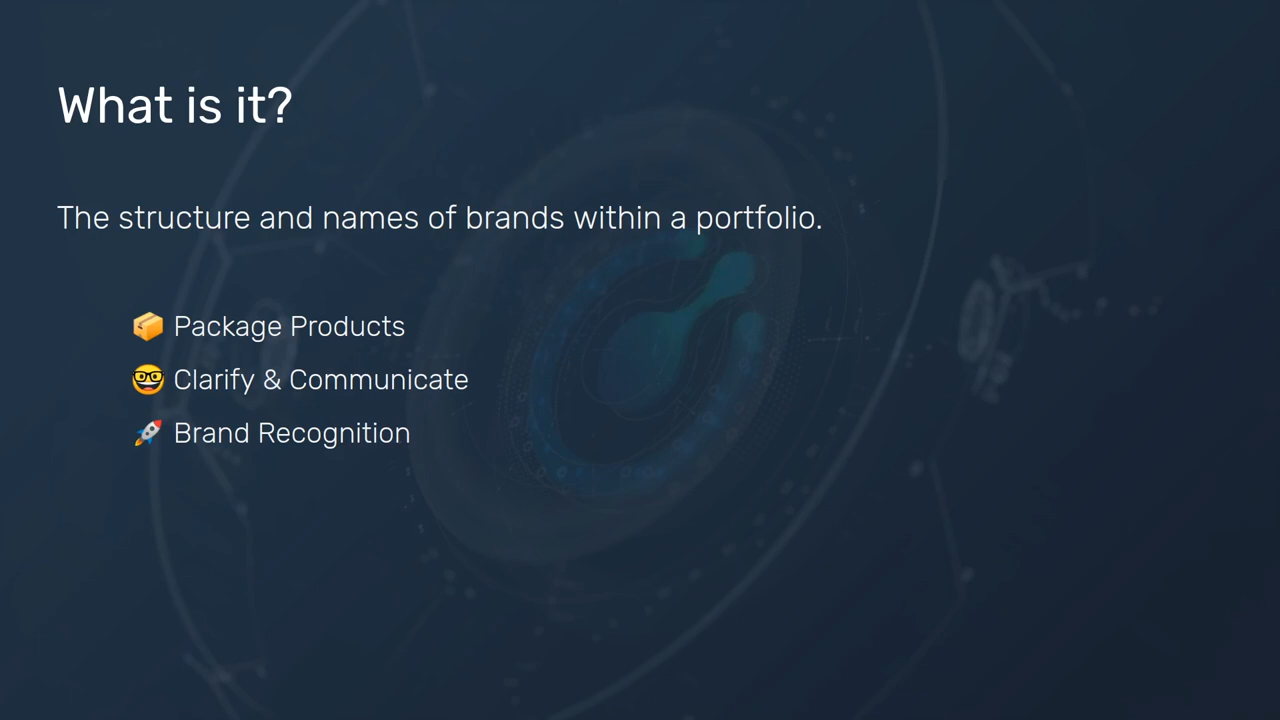 What is it?
The structure and names of brands within a portfolio.
📦 Package Products
🤓 Clarify & Communicate
🚀 Brand Recognition